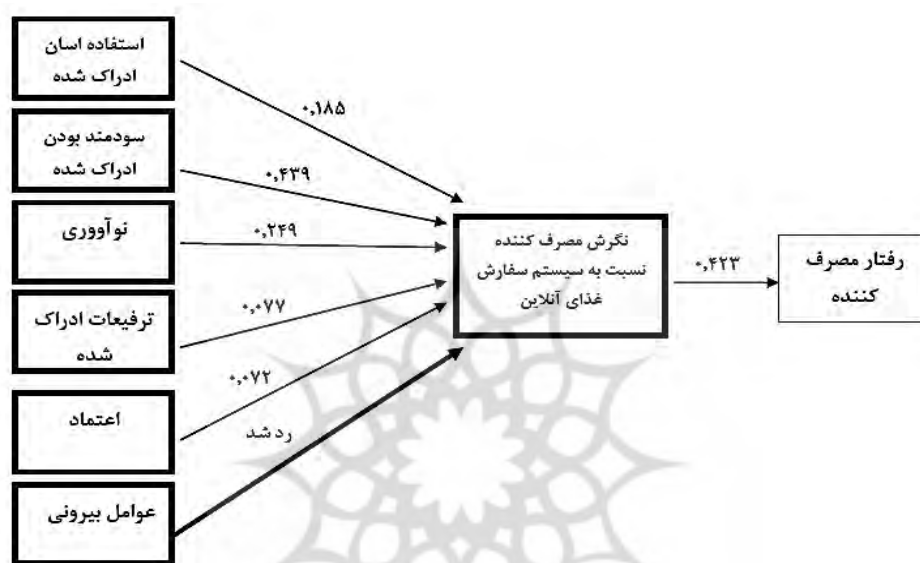 استفاده اسان
ادراک شده
۰,۱۸۵
سودمند بودن
ادراک شده
۰,۴۳۹
نوآووری
۰,۲۴۹
ترفیعات ادراک
شده
۰,۰۷۷
اعتماد
۰,۰۷۲
عوامل بیرونی
رد شد
نگرش مصرف کننده
نسبت به سیستم سفارش
غذای آنلاین
۰,۴۲۳
رفتار مصرف
کننده